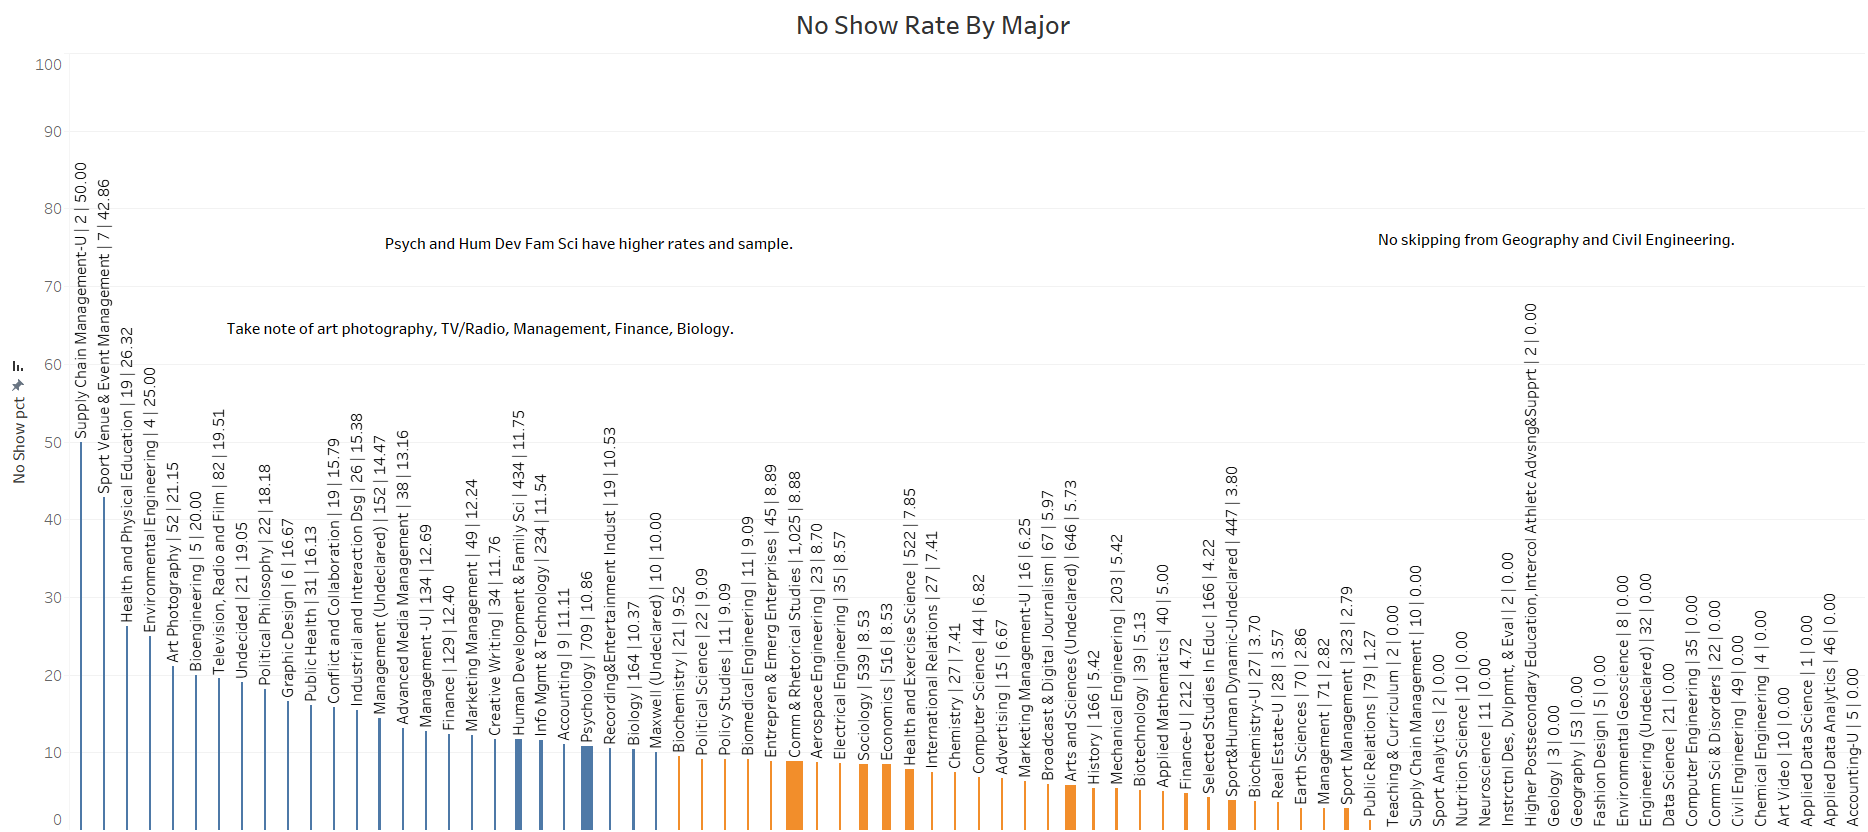 No Show Rate By Major
100
90
80
70
60
50
40
30
20
10
0
No Show pct
Psych and Hum Dev Fam Sci have higher rates and sample.
No skipping from Geography and Civil Engineering.
Take note of art photography, TV/Radio, Management, Finance, Biology.
Supply Chain Management-U | 2 | 50.00
Sport Venue & Event Management | 7 | 42.86
Health and Physical Education | 19 | 26.32
Environmental Engineering | 4 | 25.00
Art Photography | 52 | 21.15
Bioengineering | 5 | 20.00
Television, Radio and Film | 82 | 19.51
Undecided | 21 | 19.05
Political Philosophy | 22 | 18.18
Graphic Design | 6 | 16.67
Public Health | 31 | 16.13
Conflict and Collaboration | 19 | 15.79
Industrial and Interaction Dsg | 26 | 15.38
Management (Undeclared) | 152 | 14.47
Advanced Media Management | 38 | 13.16
Management -U | 134 | 12.69
Finance | 129 | 12.40
Marketing Management | 49 | 12.24
Creative Writing | 34 | 11.76
Human Development & Family Sci | 434 | 11.75
Info Mgmt & Technology | 234 | 11.54
Accounting | 9 | 11.11
Psychology | 709 | 10.86
Recording&Entertainment Indust | 19 | 10.53
Biology | 164 | 10.37
Maxwell (Undeclared) | 10 | 10.00
Biochemistry | 21 | 9.52
Political Science | 22 | 9.09
Policy Studies | 11 | 9.09
Biomedical Engineering | 11 | 9.09
Entrepren & Emerg Enterprises | 45 | 8.89
Comm & Rhetorical Studies | 1,025 | 8.88
Aerospace Engineering | 23 | 8.70
Electrical Engineering | 35 | 8.57
Sociology | 539 | 8.53
Economics | 516 | 8.53
Health and Exercise Science | 522 | 7.85
International Relations | 27 | 7.41
Chemistry | 27 | 7.41
Computer Science | 44 | 6.82
Advertising | 15 | 6.67
Marketing Management-U | 16 | 6.25
Broadcast & Digital Journalism | 67 | 5.97
Arts and Sciences (Undeclared) | 646 | 5.73
History | 166 | 5.42
Mechanical Engineering | 203 | 5.42
Biotechnology | 39 | 5.13
Applied Mathematics | 40 | 5.00
Finance-U | 212 | 4.72
Selected Studies In Educ | 166 | 4.22
Sport&Human Dynamic-Undeclared | 447 | 3.80
Biochemistry-U | 27 | 3.70
Real Estate-U | 28 | 3.57
Earth Sciences | 70 | 2.86
Management | 71 | 2.82
Sport Management | 323 | 2.79
Public Relations | 79 | 1.27
Teaching & Curriculum | 2 | 0.00
Supply Chain Management | 10 | 0.00
Sport Analytics | 2 | 0.00
Nutrition Science | 10 | 0.00
Neuroscience | 11 | 0.00
Instrctnl Des, Dvlpmnt, & Eval | 2 | 0.00
Higher Postsecondary Education,Intercol Athletc Advsng&Supprt | 2 | 0.00
Geology | 3 | 0.00
Geography | 53 | 0.00
Fashion Design | 5 | 0.00
Environmental Geoscience | 8 | 0.00
Engineering (Undeclared) | 32 | 0.00
Data Science | 21 | 0.00
Computer Engineering | 35 | 0.00
Comm Sci & Disorders | 22 | 0.00
Civil Engineering | 49 | 0.00
Chemical Engineering | 4 | 0.00
Art Video | 10 | 0.00
Applied Data Science | 1 | 0.00
Applied Data Analytics | 46 | 0.00
Accounting-U | 5 | 0.00